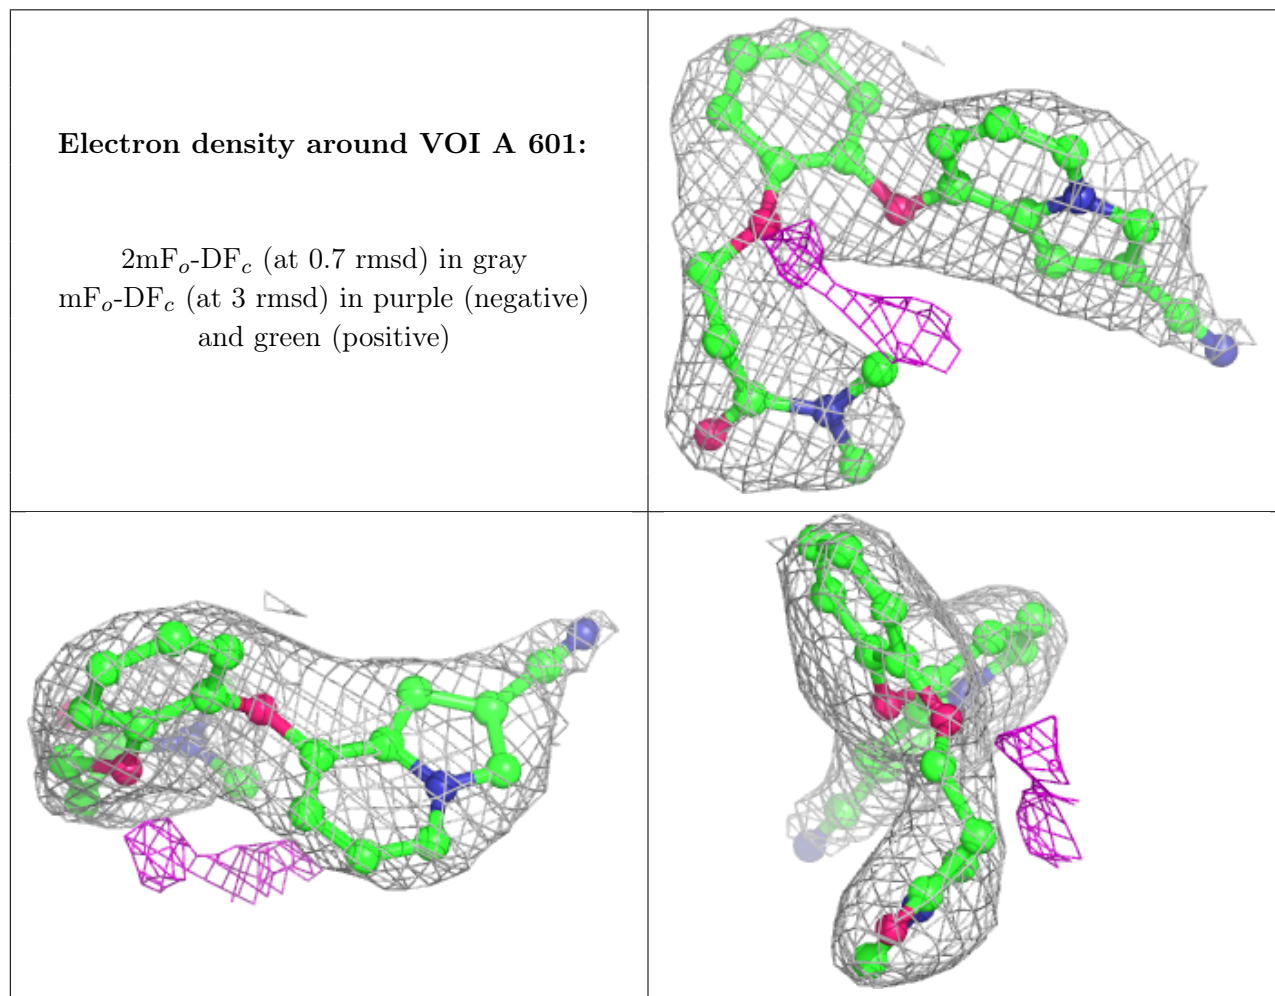 Electron density around VOI A 601:
2mFₒ-DF𝒸 (at 0.7 rmsd) in gray
mFₒ-DF𝒸 (at 3 rmsd) in purple (negative)
and green (positive)